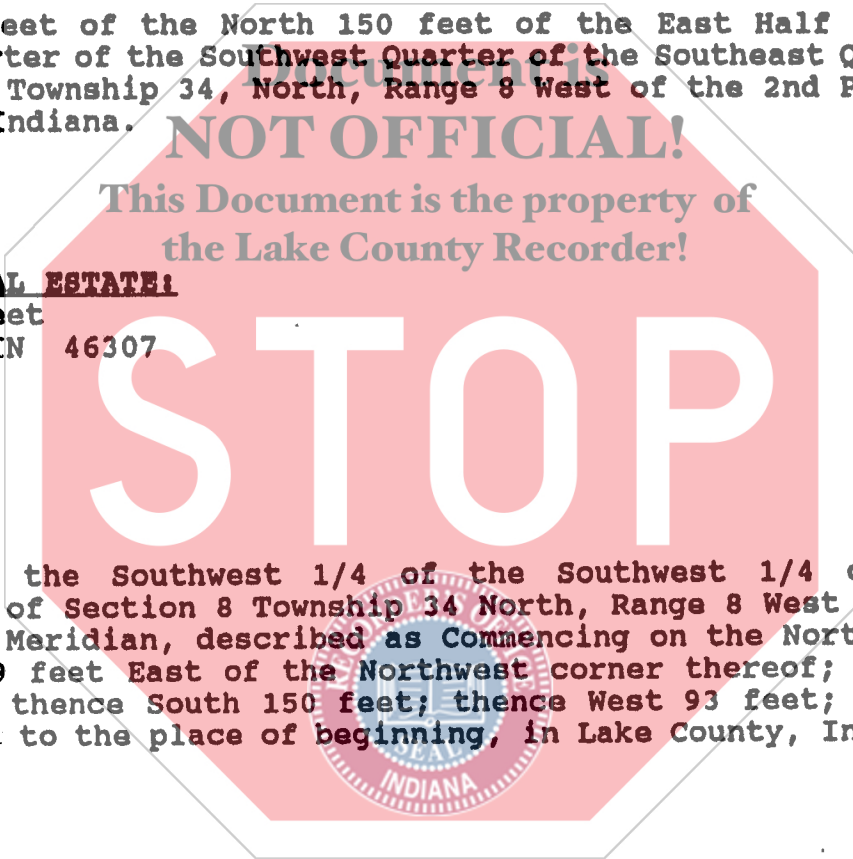 eet of the North 150 feet of the East Half
ter of the Southwest Quarter of the Southeast Q
Township 34, North, Range 8 West of the 2nd P
Indiana.
Document is
NOT OFFICIAL!
This Document is the property of
the Lake County Recorder!
L ESTATE:
eet
IN 46307
STOP
the Southwest 1/4 of the Southwest 1/4
of Section 8 Township 34 North, Range 8 West
Meridian, described as Commencing on the Nort
9 feet East of the Northwest corner thereof;
thence South 150 feet; thence West 93 feet;
to the place of beginning, in Lake County, In
SEAL
INDIANA